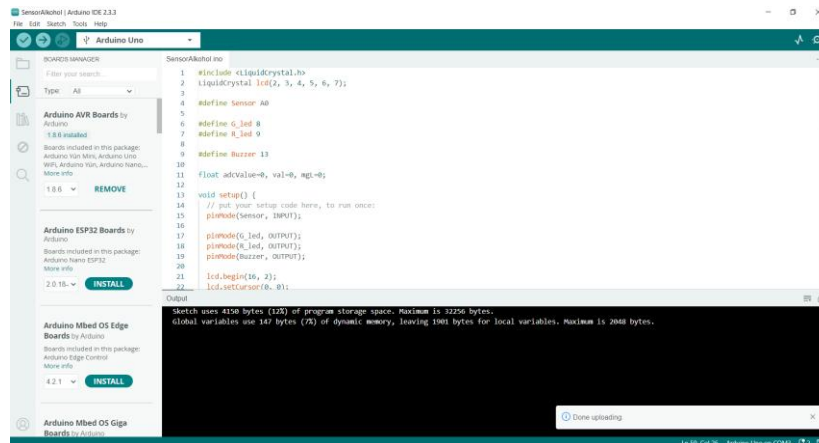 SensorAlkohol | Arduino IDE 2.3.3
File Edit Sketch Tools Help
Arduino Uno
BOARDS MANAGER
Filter your search...
Type: All
Arduino AVR Boards by
Arduino
1.8.6 installed
Boards included in this package:
Arduino Yún Mini, Arduino Uno
WiFi, Arduino Yún, Arduino Nano,...
More info
1.8.6 REMOVE
Arduino ESP32 Boards by
Arduino
Boards included in this package:
Arduino Nano ESP32
More info
2.0.18- INSTALL
Arduino Mbed OS Edge
Boards by Arduino
Boards included in this package:
Arduino Edge Control
More info
4.2.1 INSTALL
Arduino Mbed OS Giga
Boards by Arduino
SensorAlkohol.ino
1 #include <LiquidCrystal.h>
2 LiquidCrystal lcd(2, 3, 4, 5, 6, 7);
3
4 #define Sensor A0
5
6 #define G_led 8
7 #define R_led 9
8
9 #define Buzzer 13
10
11 float adcValue=0, val=0, mgL=0;
12
13 void setup() {
14 // put your setup code here, to run once:
15 pinMode(Sensor, INPUT);
16
17 pinMode(G_led, OUTPUT);
18 pinMode(R_led, OUTPUT);
19 pinMode(Buzzer, OUTPUT);
20
21 lcd.begin(16, 2);
22 lcd.setCursor(0, 0);
Output
Sketch uses 4150 bytes (12%) of program storage space. Maximum is 32256 bytes.
Global variables use 147 bytes (7%) of dynamic memory, leaving 1901 bytes for local variables. Maximum is 2048 bytes.
Done uploading.